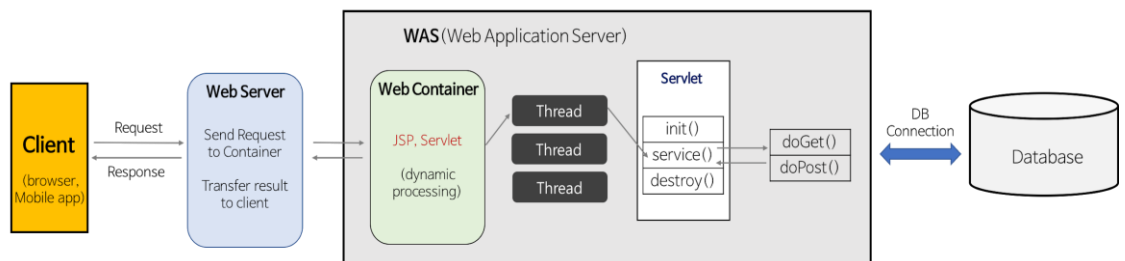 WAS (Web Application Server)
Client
(browser,
Mobile app)
Request
Response
Web Server
Send Request
to Container
Transfer result
to client
Web Container
JSP, Servlet
(dynamic
processing)
Thread
Thread
Thread
Servlet
init()
service()
destroy()
doGet()
doPost()
DB
Connection
Database